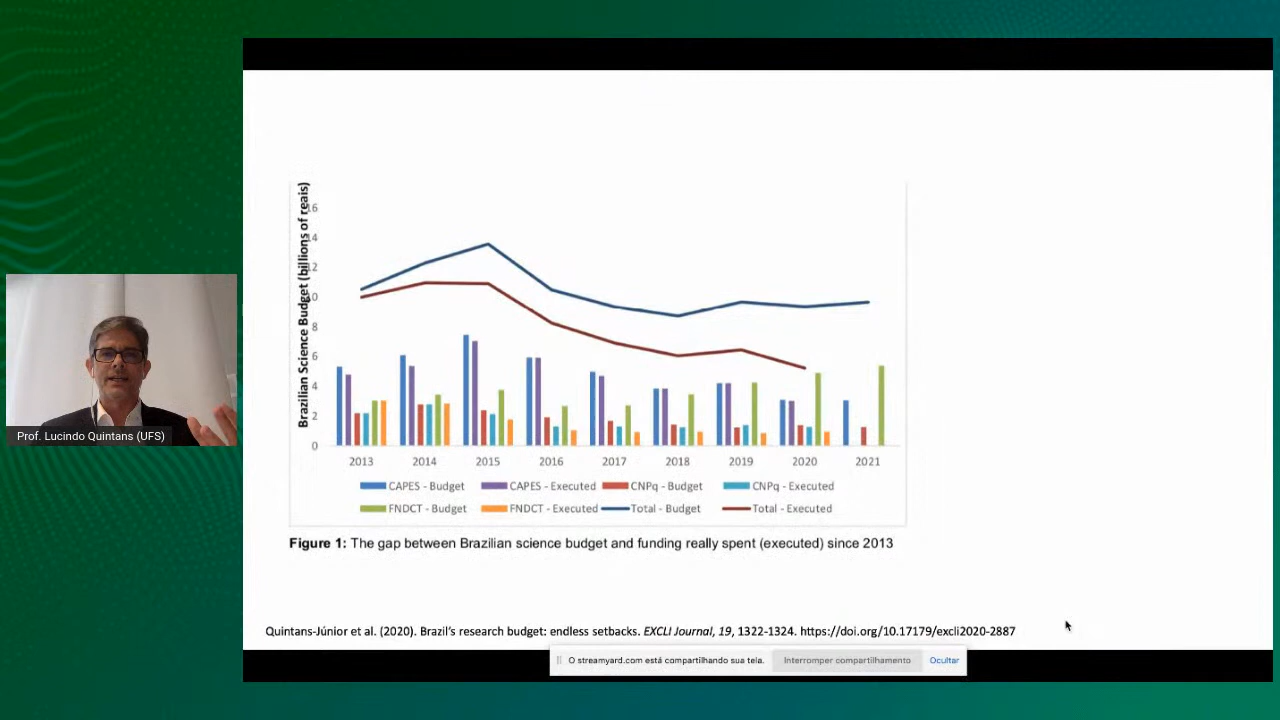 Brazilian Science Budget (billions of reais)
16
14
12
10
8
6
4
2
0
2013 2014 2015 2016 2017 2018 2019 2020 2021
CAPES - Budget CAPES - Executed CNPq - Budget CNPq - Executed
FNDCT - Budget FNDCT - Executed Total - Budget Total - Executed
Figure 1: The gap between Brazilian science budget and funding really spent (executed) since 2013
Prof. Lucindo Quintans (UFS)
Quintans-Júnior et al. (2020). Brazil's research budget: endless setbacks. EXCLI Journal, 19, 1322-1324. https://doi.org/10.17179/excli2020-2887
O streamyard.com está compartilhando sua tela. Interromper compartilhamento Ocultar